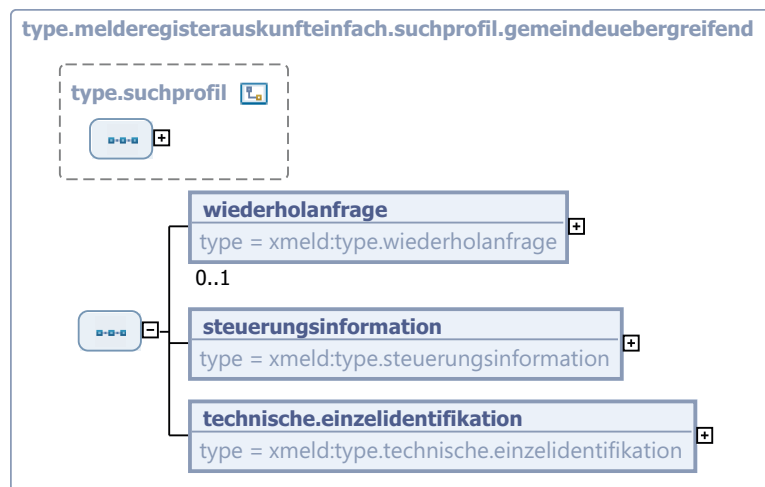 type.melderegisterauskunfteinfach.suchprofil.gemeindeuebergreifend
type.suchprofil
wiederholanfrage
type = xmeld:type.wiederholanfrage
0..1
steuerungsinformation
type = xmeld:type.steuerungsinformation
technische.einzelidentifikation
type = xmeld:type.technische.einzelidentifikation